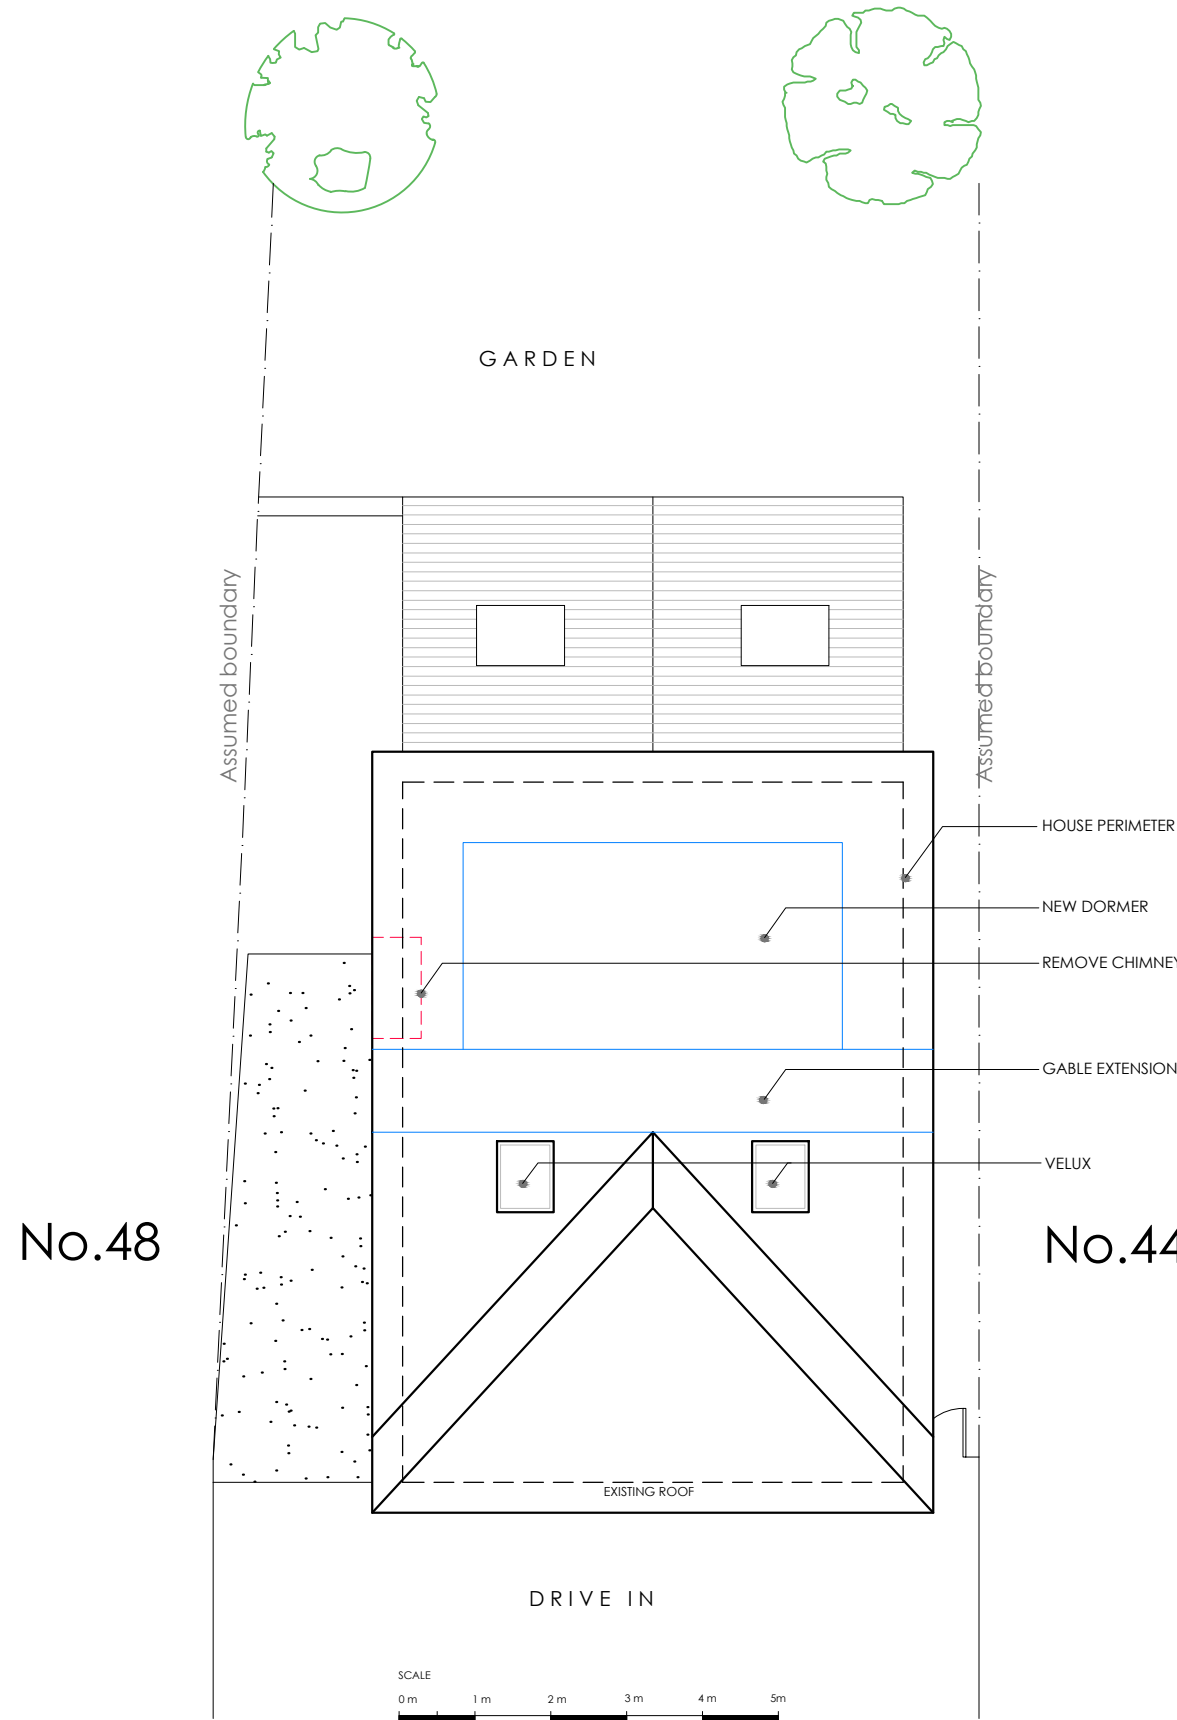 GARDEN
Assumed boundary
Assumed boundary
HOUSE PERIMETER
NEW DORMER
REMOVE CHIMNEY
GABLE EXTENSION
VELUX
No.48
No.44
EXISTING ROOF
DRIVE IN
SCALE
0 m 1 m 2 m 3 m 4 m 5m